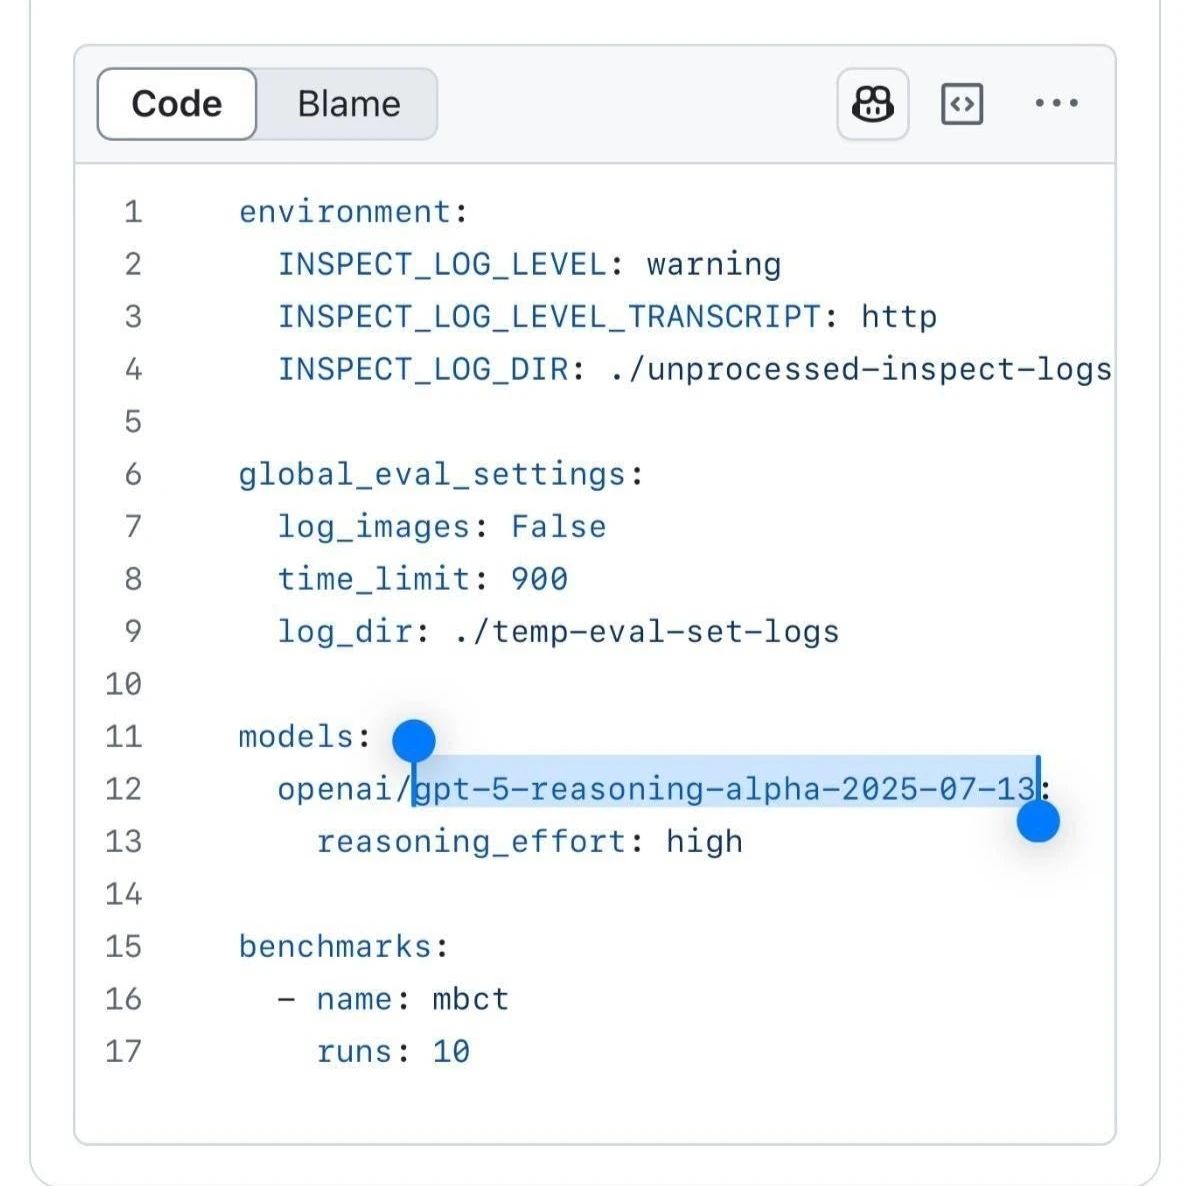 Code Blame
1 environment:
2   INSPECT_LOG_LEVEL: warning
3   INSPECT_LOG_LEVEL_TRANSCRIPT: http
4   INSPECT_LOG_DIR: ./unprocessed-inspect-logs
5
6 global_eval_settings:
7   log_images: False
8   time_limit: 900
9   log_dir: ./temp-eval-set-logs
10
11 models:
12   openai/gpt-5-reasoning-alpha-2025-07-13:
13     reasoning_effort: high
14
15 benchmarks:
16   - name: mbct
17     runs: 10